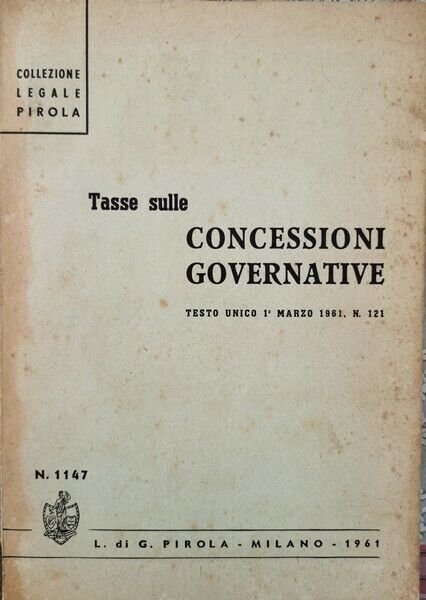 COLLEZIONE
LEGALE
PIROLA
Tasse sulle
CONCESSIONI
GOVERNATIVE
TESTO UNICO 1° MARZO 1961, N. 121
N. 1147
L. di G. PIROLA - MILANO - 1961